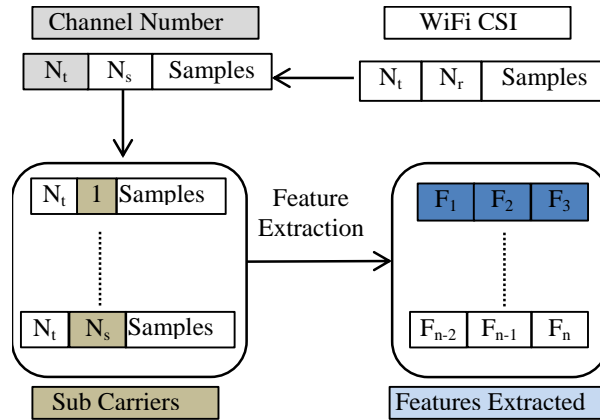 Channel Number
WiFi CSI
Nt Ns Samples
Nt Nr Samples
Nt 1 Samples
Feature
Extraction
F1 F2 F3
Nt Ns Samples
Fn-2 Fn-1 Fn
Sub Carriers
Features Extracted